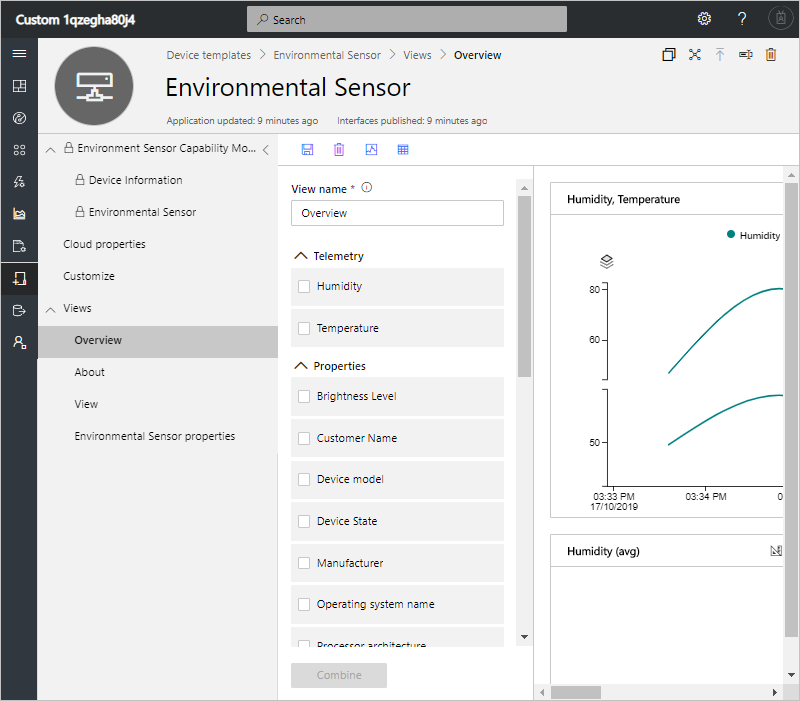 Custom 1qzegha80j4
Search
?
Device templates > Environmental Sensor > Views > Overview
Environmental Sensor
Application updated: 9 minutes ago Interfaces published: 9 minutes ago
Environment Sensor Capability Mo...
Device Information
Environmental Sensor
Cloud properties
Customize
Views
Overview
About
View
Environmental Sensor properties
View name *
Overview
Telemetry
Humidity
Temperature
Properties
Brightness Level
Customer Name
Device model
Device State
Manufacturer
Operating system name
Processor architecture
Combine
Humidity, Temperature
Humidity
80
60
50
03:33 PM 03:34 PM 0
17/10/2019
Humidity (avg)